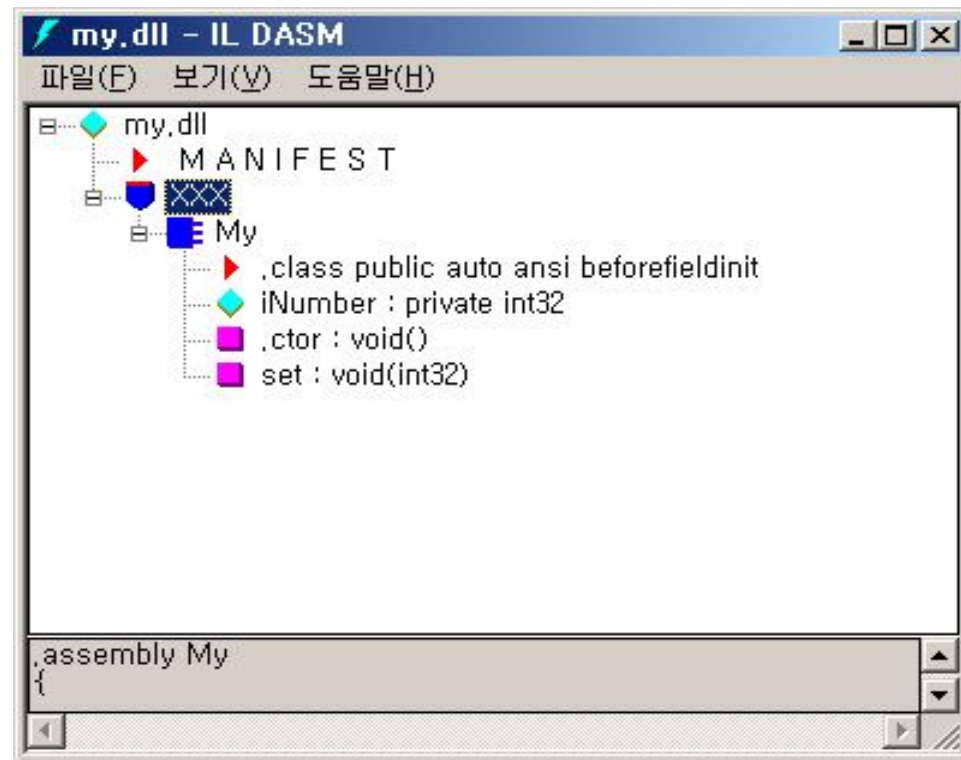 my.dll - IL DASM
파일(F) 보기(V) 도움말(H)
my.dll
M A N I F E S T
XXX
My
.class public auto ansi beforefieldinit
iNumber : private int32
.ctor : void()
set : void(int32)
.assembly My
{